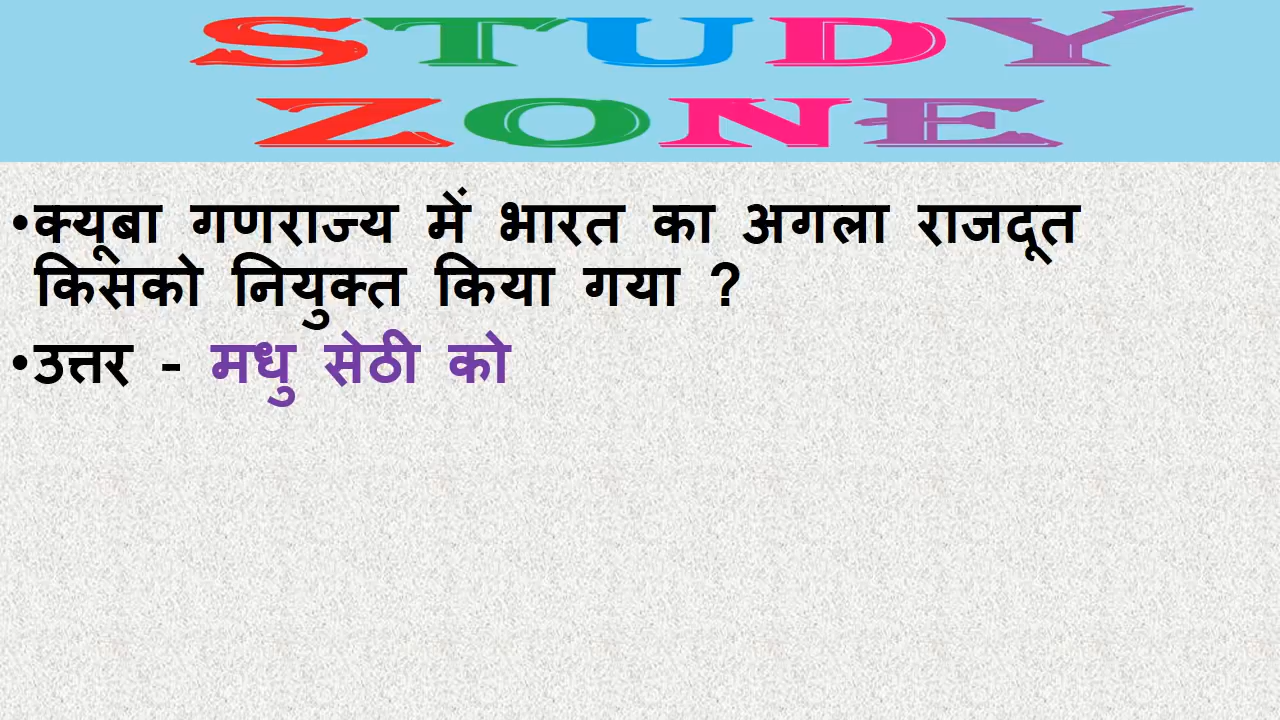 STUDY
ZONE
•क्यूबा गणराज्य में भारत का अगला राजदूत
किसको नियुक्त किया गया ?
•उत्तर - मधु सेठी को